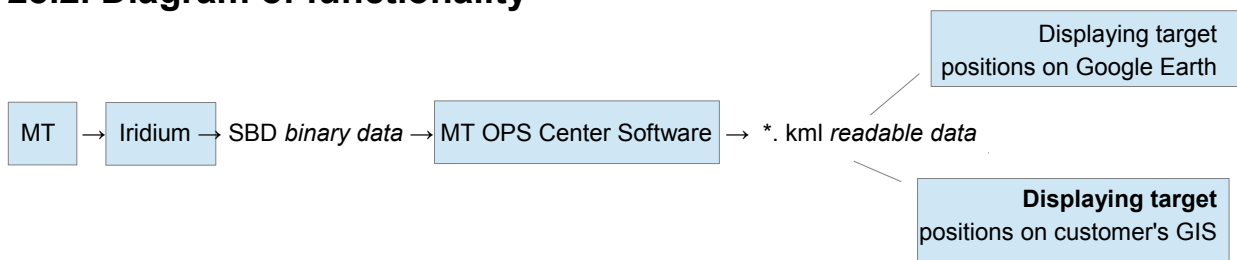 Displaying target
positions on Google Earth
MT → Iridium → SBD binary data → MT OPS Center Software → *. kml readable data
Displaying target
positions on customer's GIS